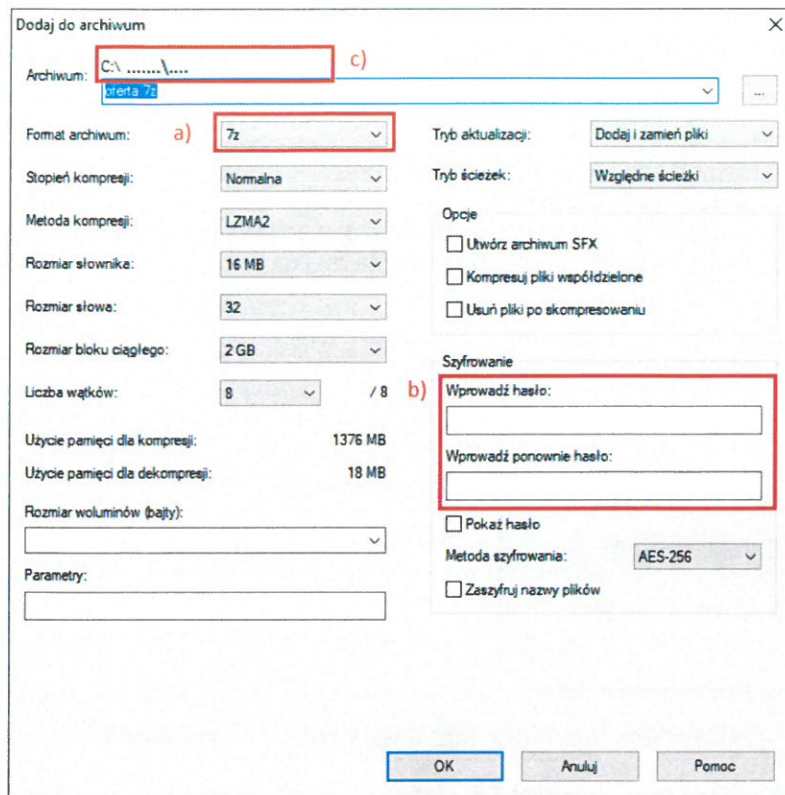 Dodaj do archiwum
Archiwum:
C:\ .......\....
c)
oferta 7z
...
Format archiwum:
a)
7z
Stopień kompresji:
Normalna
Metoda kompresji:
LZMA2
Rozmiar słownika:
16 MB
Rozmiar słowa:
32
Rozmiar bloku ciągłego:
2 GB
Liczba wątków:
8
/ 8
Użycie pamięci dla kompresji:
1376 MB
Użycie pamięci dla dekompresji:
18 MB
Rozmiar woluminów (bajty):
Parametry:
Tryb aktualizacji:
Dodaj i zamień pliki
Tryb ścieżek:
Względne ścieżki
Opcje
Utwórz archiwum SFX
Kompresuj pliki współdzielone
Usuń pliki po skompresowaniu
Szyfrowanie
b)
Wprowadź hasło:
Wprowadź ponownie hasło:
Pokaż hasło
Metoda szyfrowania:
AES-256
Zaszyfruj nazwy plików
OK
Anuluj
Pomoc